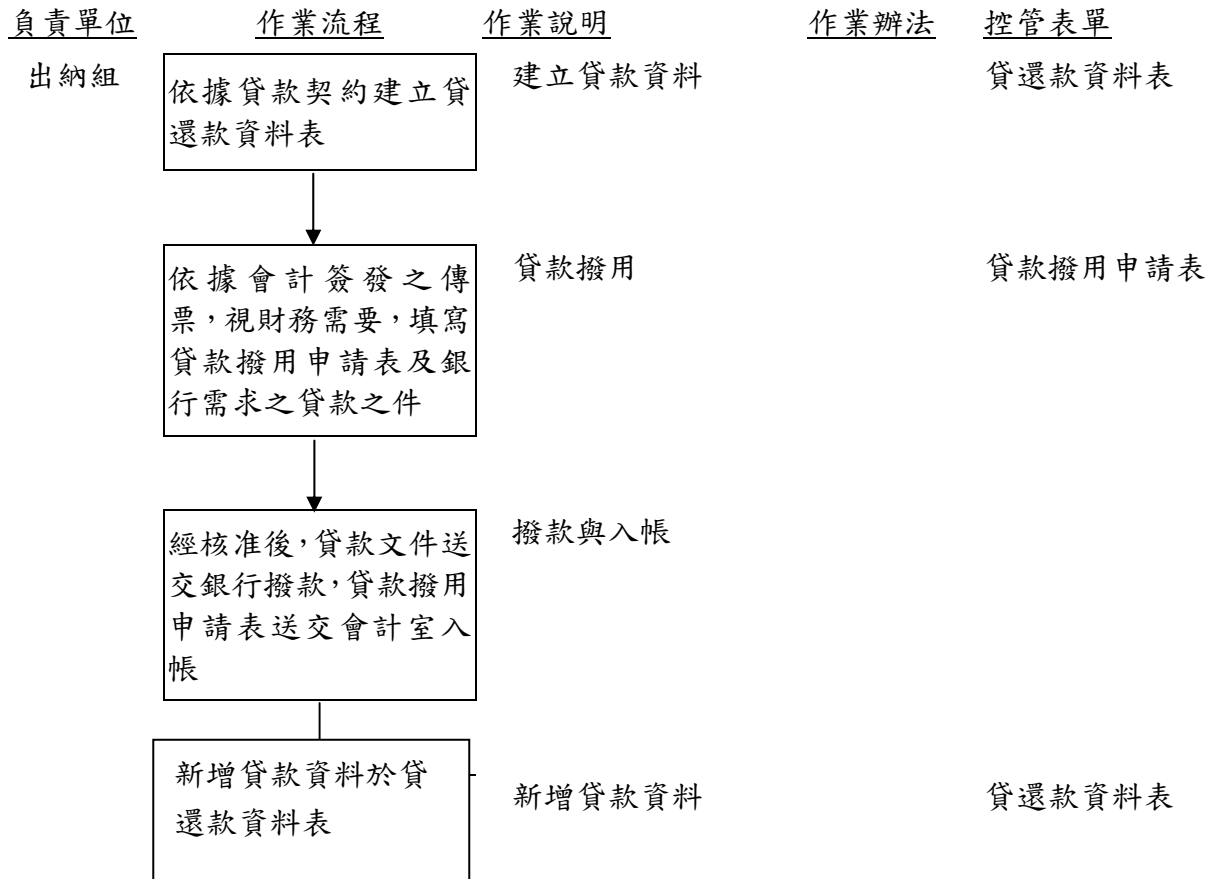 負責單位 作業流程 作業說明 作業辦法 控管表單
出納組
依據貸款契約建立貸
還款資料表
建立貸款資料
貸還款資料表
依據會計簽發之傳
票，視財務需要，填寫
貸款撥用申請表及銀
行需求之貸款之件
貸款撥用
貸款撥用申請表
經核准後，貸款文件送
交銀行撥款，貸款撥用
申請表送交會計室入
帳
撥款與入帳
新增貸款資料於貸
還款資料表
新增貸款資料
貸還款資料表